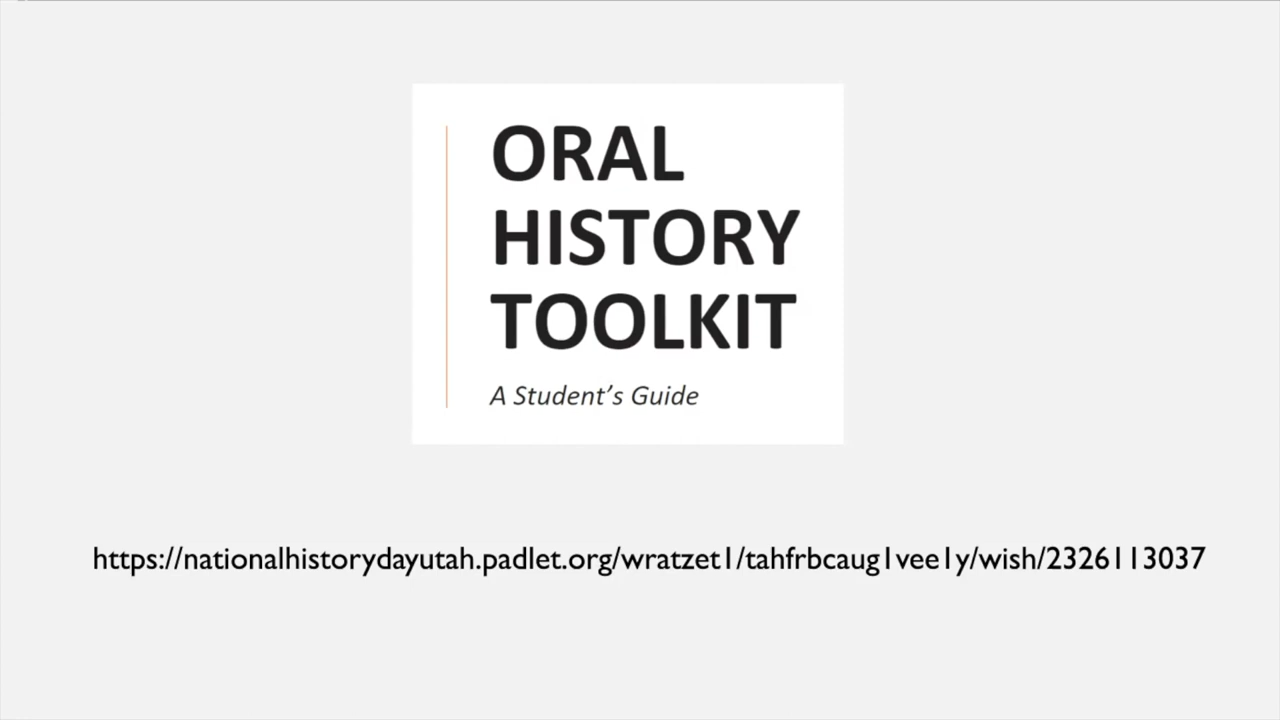 ORAL
HISTORY
TOOLKIT
A Student’s Guide
https://nationalhistorydayutah.padlet.org/wratzet1/tahfrbcaug1vee1y/wish/2326113037